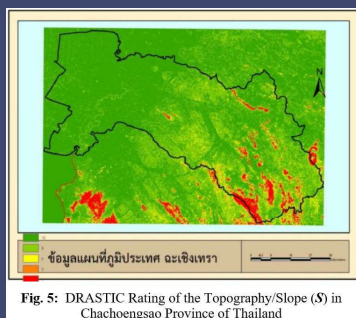 N
ข้อมูลแผนที่ภูมิประเทศ ฉะเชิงเทรา
Fig. 5: DRASTIC Rating of the Topography/Slope (S) in
Chachoengsao Province of Thailand